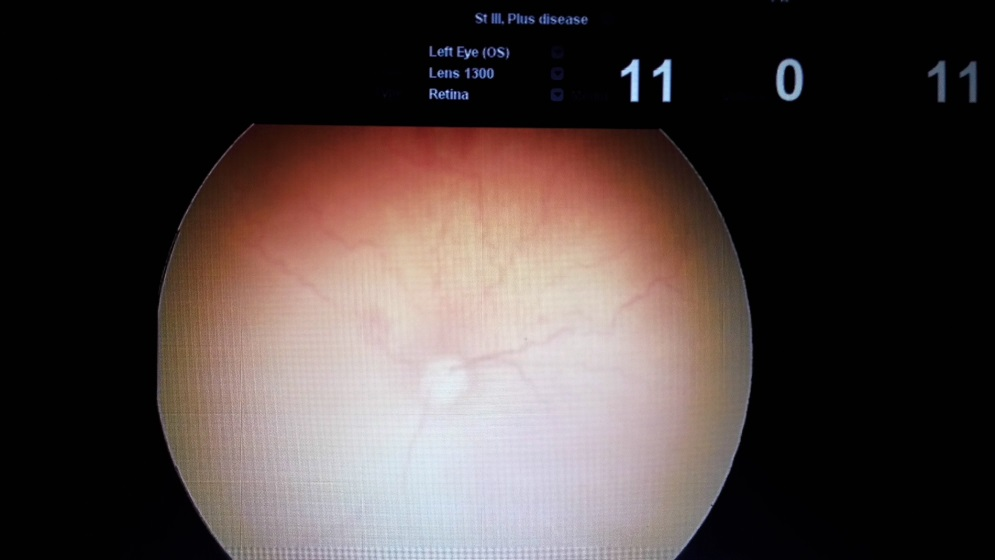 St III, Plus disease
Left Eye (OS)
Lens 1300
Retina
11 0 11